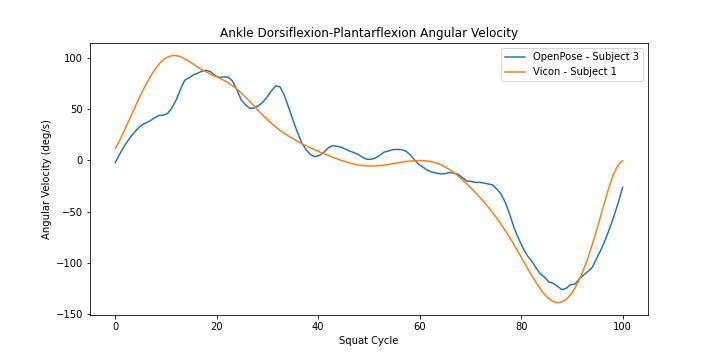 Ankle Dorsiflexion-Plantarflexion Angular Velocity
OpenPose - Subject 3
Vicon - Subject 1
Angular Velocity (deg/s)
100
50
0
−50
−100
−150
0 20 40 60 80 100
Squat Cycle